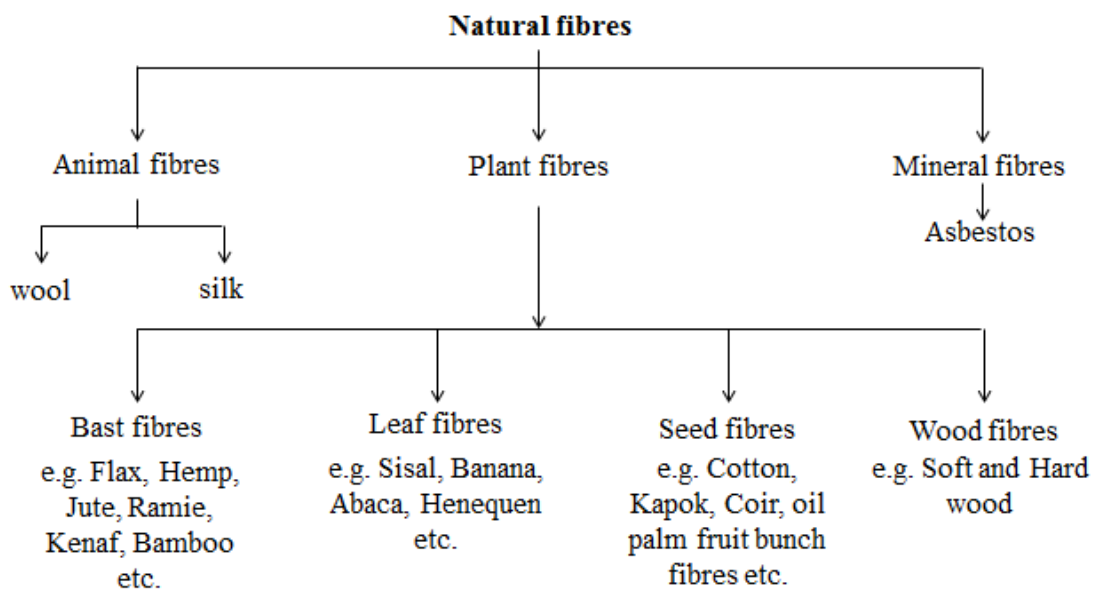 Natural fibres
Animal fibres
Plant fibres
Mineral fibres
Asbestos
wool
silk
Bast fibres
e.g. Flax, Hemp,
Jute, Ramie,
Kenaf, Bamboo
etc.
Leaf fibres
e.g. Sisal, Banana,
Abaca, Henequen
etc.
Seed fibres
e.g. Cotton,
Kapok, Coir, oil
palm fruit bunch
fibres etc.
Wood fibres
e.g. Soft and Hard
wood